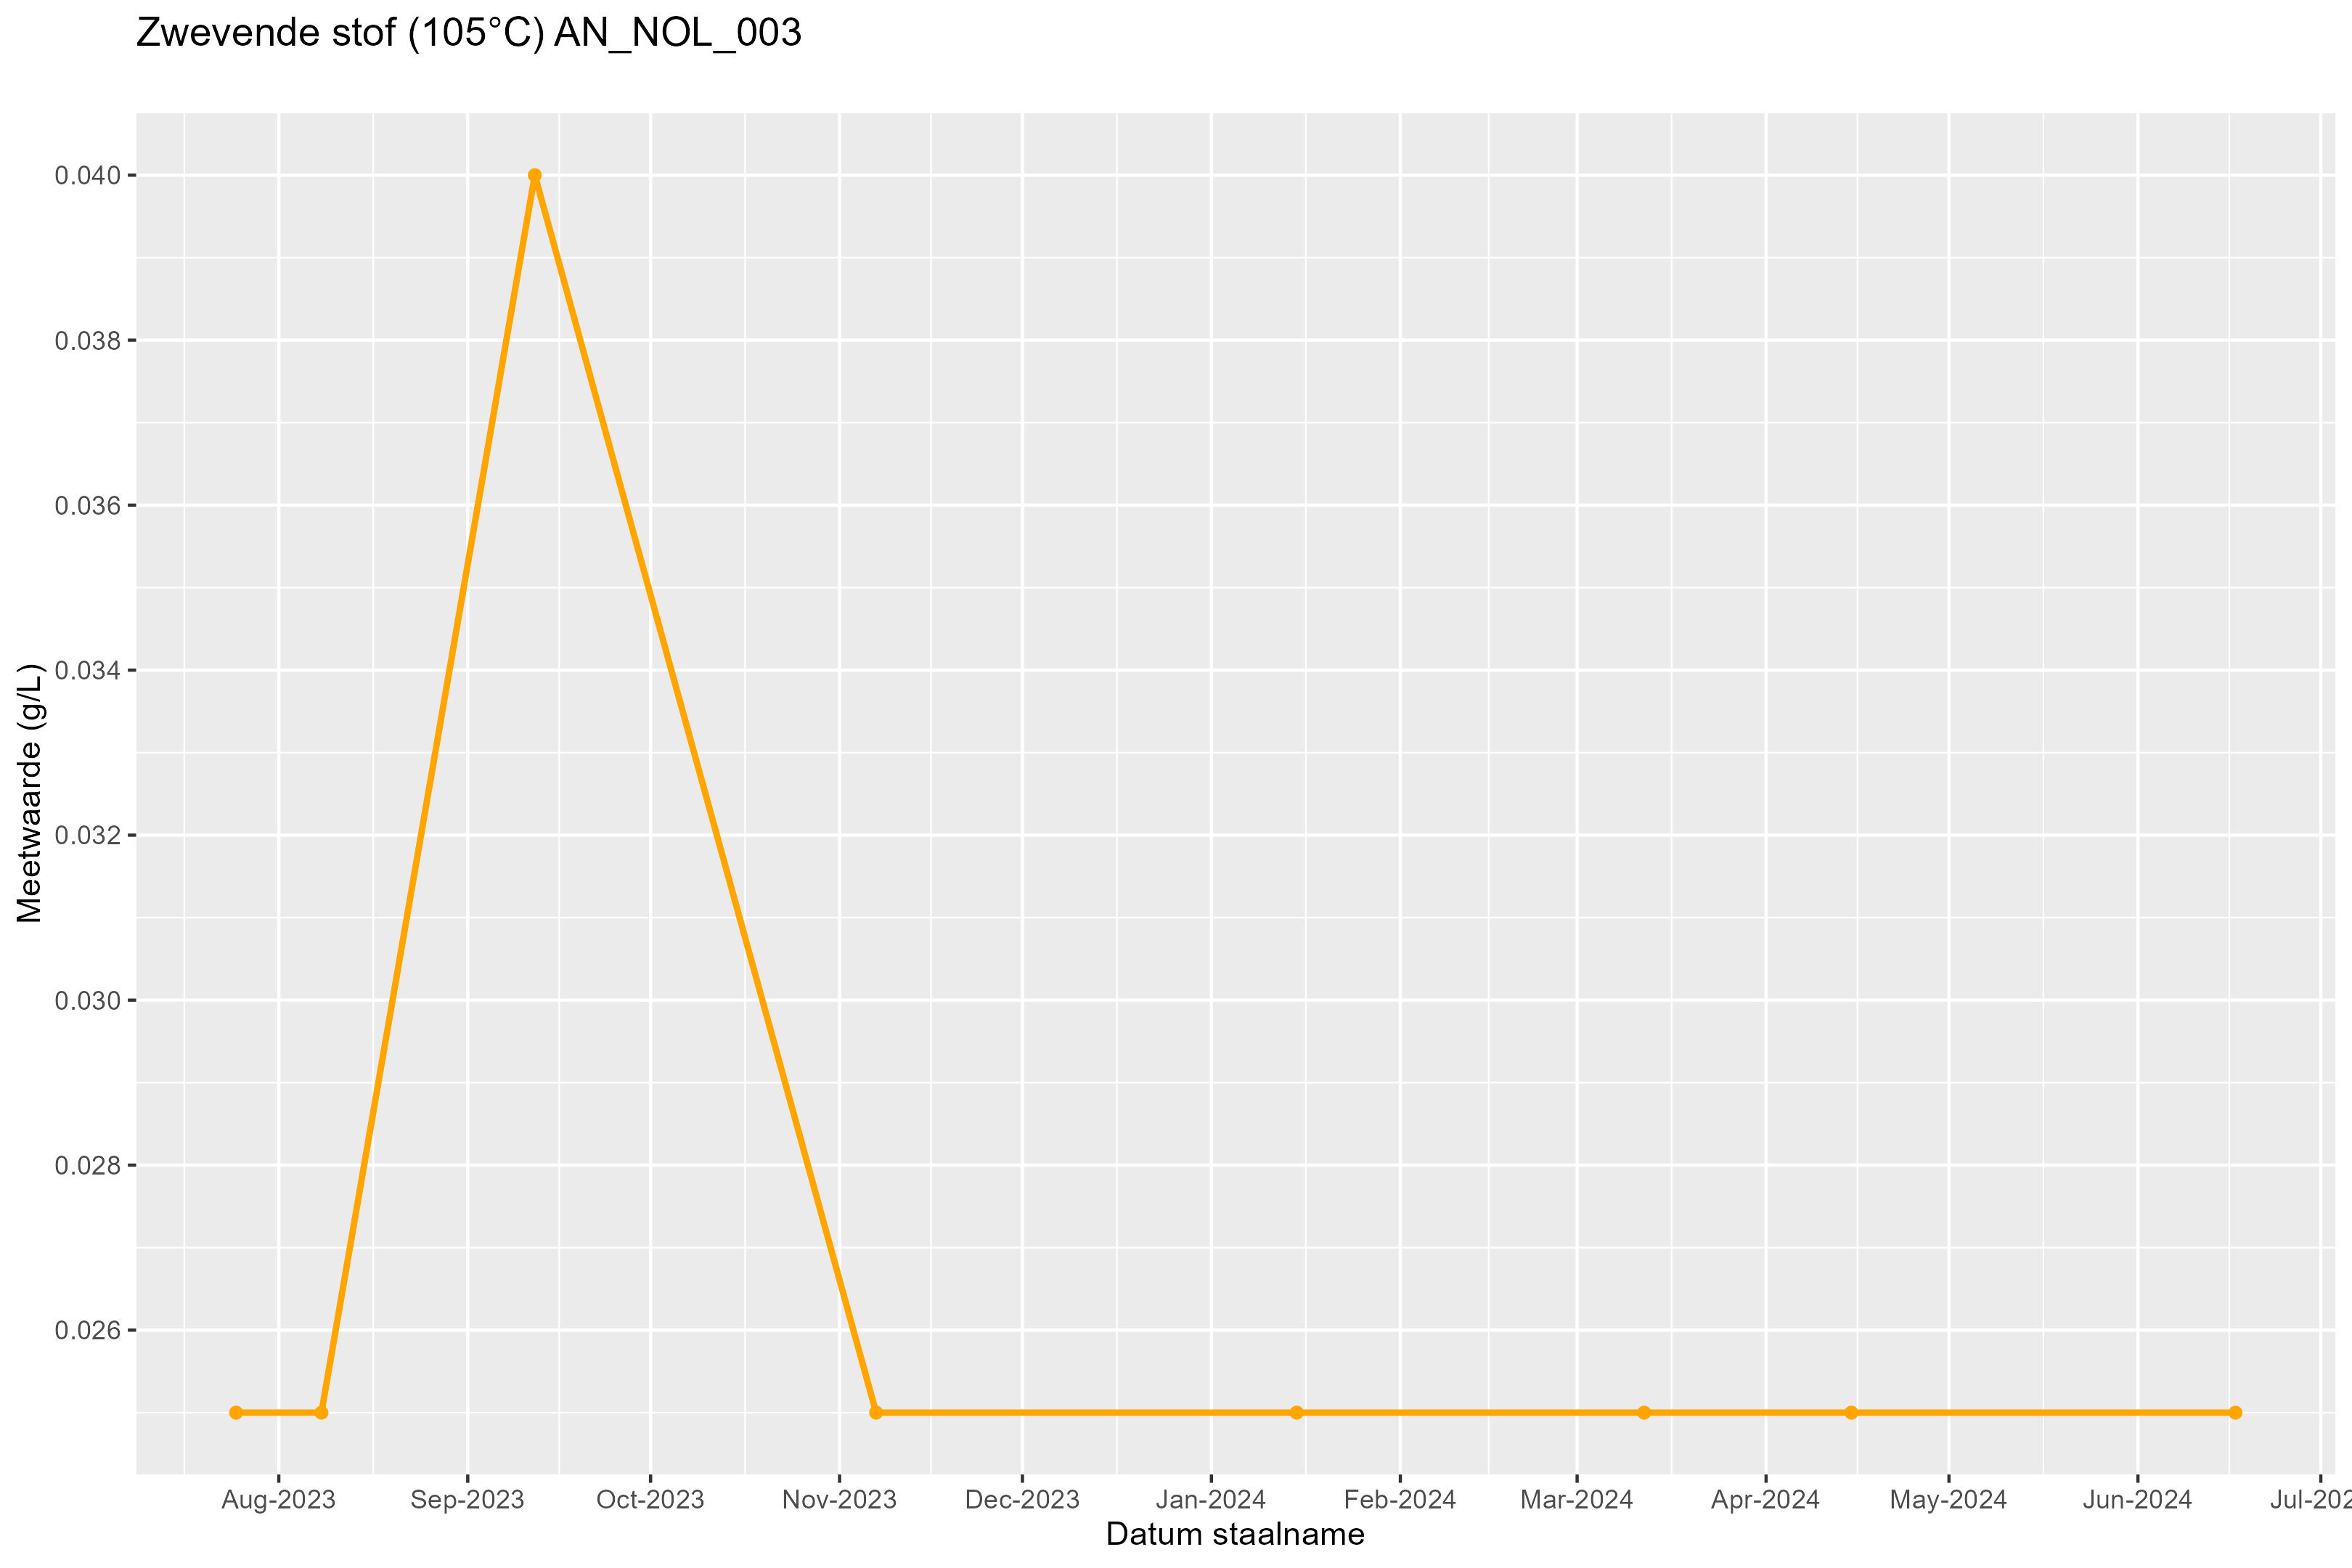 Zwevende stof (105°C) AN_NOL_003
Meetwaarde (g/L)
0.040
0.038
0.036
0.034
0.032
0.030
0.028
0.026
Aug-2023 Sep-2023 Oct-2023 Nov-2023 Dec-2023 Jan-2024 Feb-2024 Mar-2024 Apr-2024 May-2024 Jun-2024 Jul-202
Datum staalname